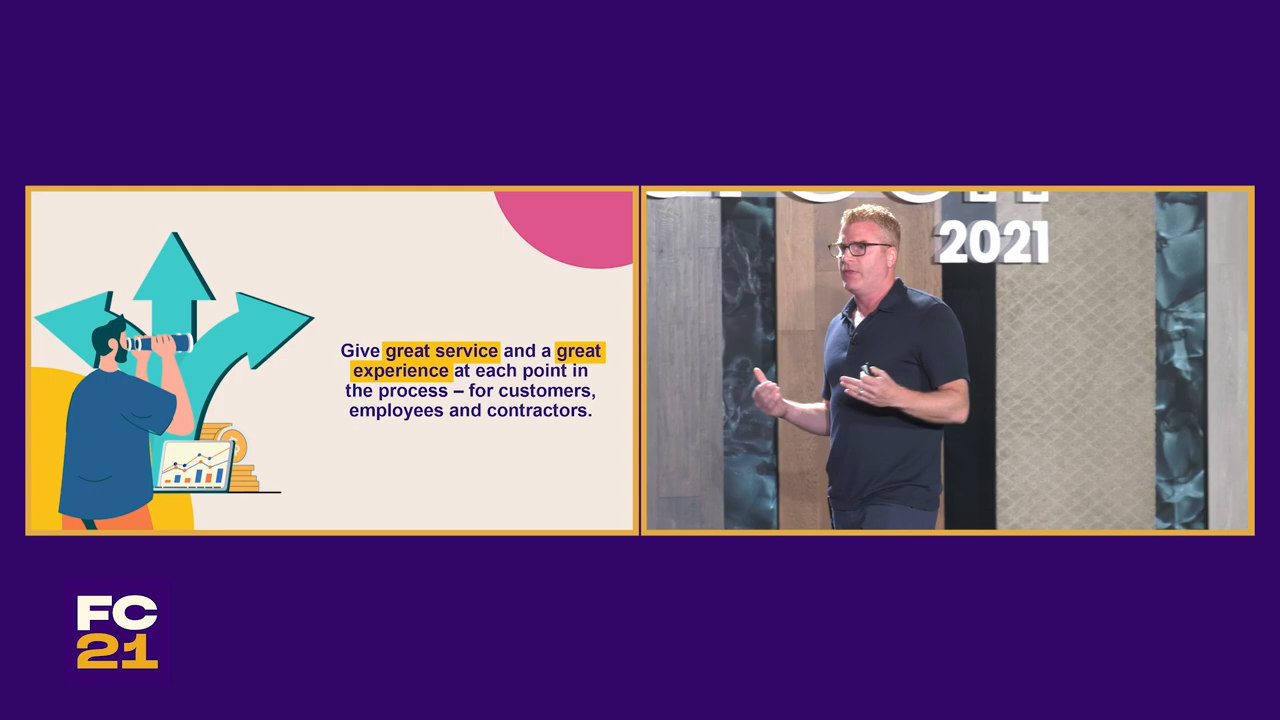 Give great service and a great
experience at each point in
the process – for customers,
employees and contractors.
2021
FC
21